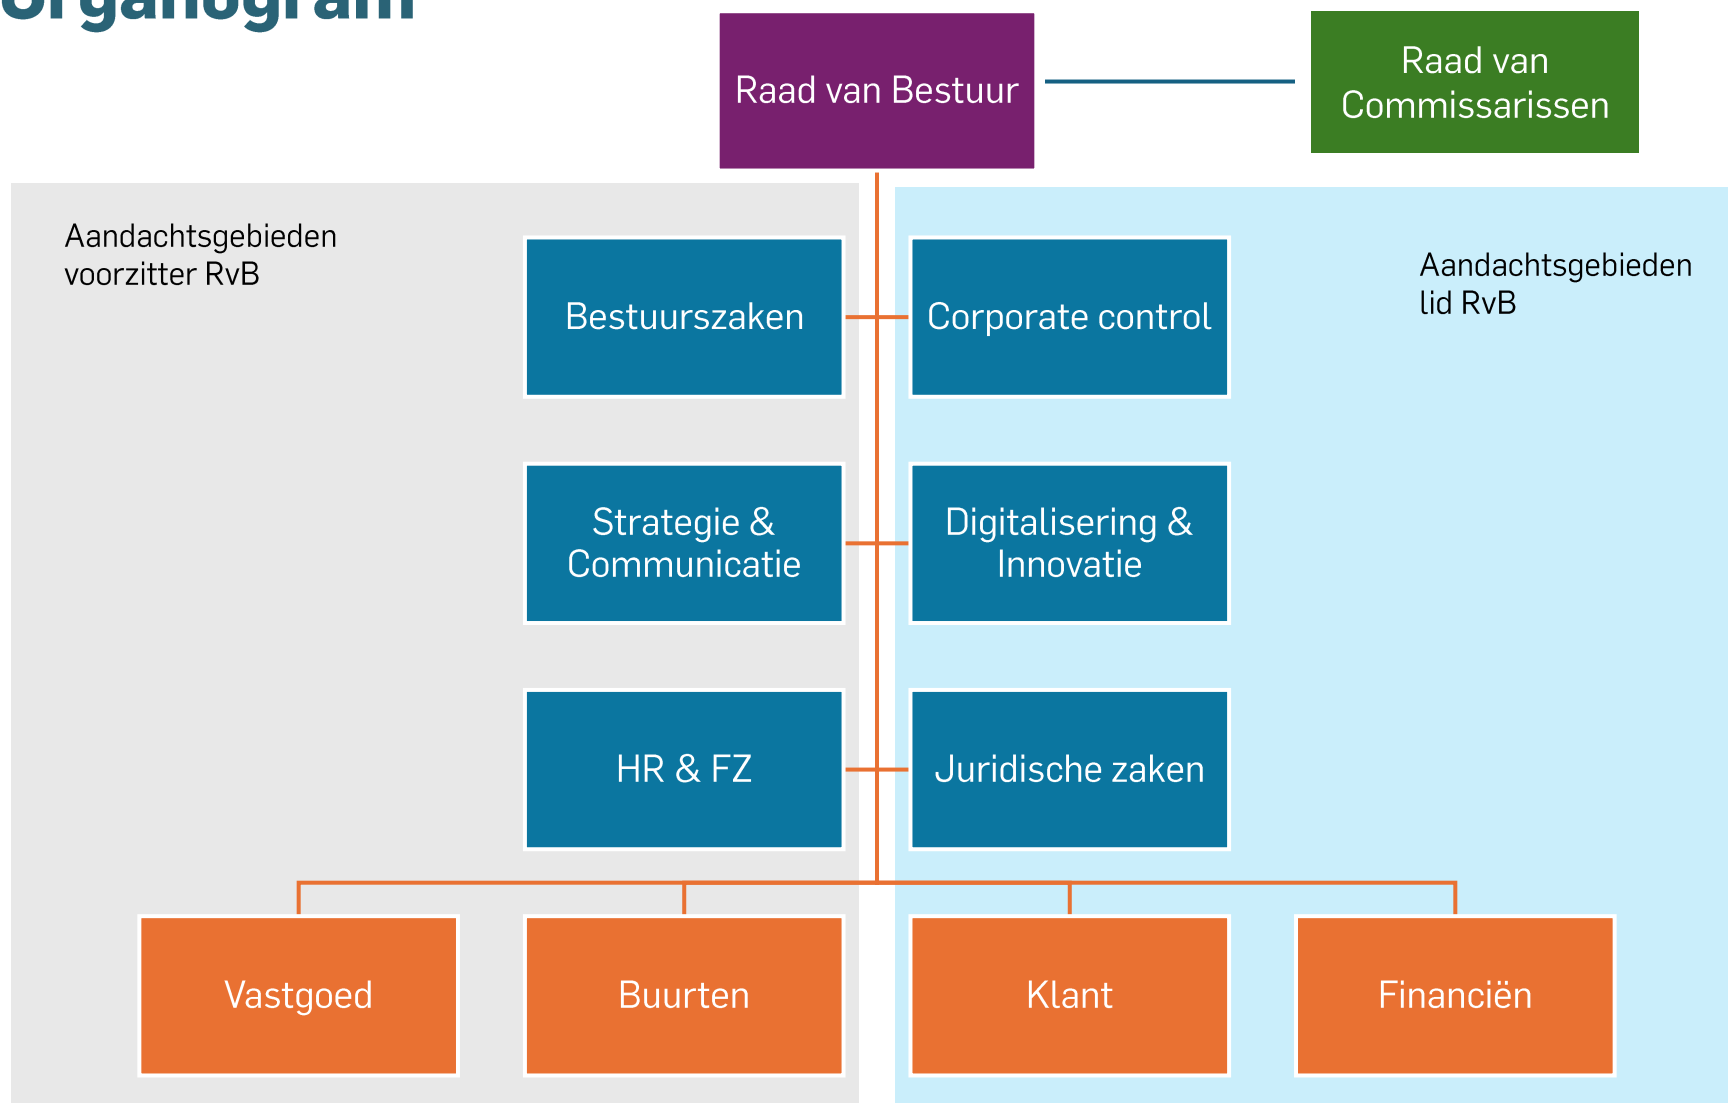 Organogram
Raad van Bestuur
Raad van
Commissarissen
Aandachtsgebieden
voorzitter RvB
Aandachtsgebieden
lid RvB
Bestuurszaken
Corporate control
Strategie &
Communicatie
Digitalisering &
Innovatie
HR & FZ
Juridische zaken
Vastgoed
Buurten
Klant
Financiën